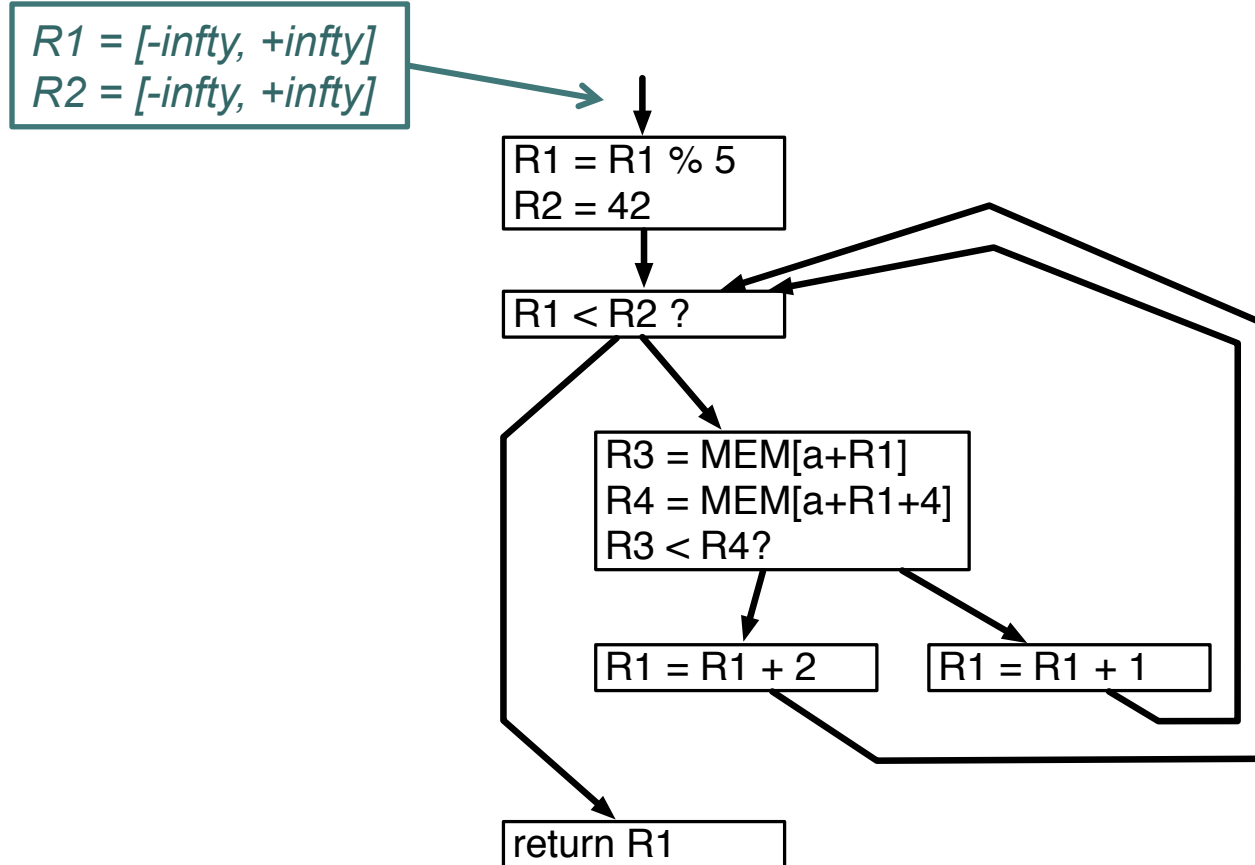 R1 = [-infty, +infty]
R2 = [-infty, +infty]
R1 = R1 % 5
R2 = 42
R1 < R2 ?
R3 = MEM[a+R1]
R4 = MEM[a+R1+4]
R3 < R4?
R1 = R1 + 2
R1 = R1 + 1
return R1